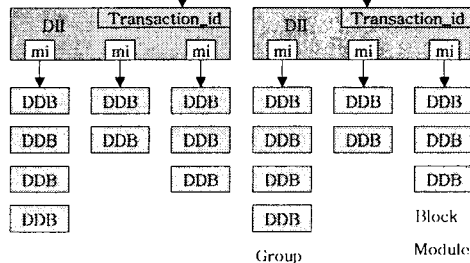 Transaction_id Transaction_id
DII DII
mi mi mi mi mi mi
DDB DDB DDB DDB DDB DDB
DDB DDB DDB DDB DDB DDB
DDB DDB DDB DDB
DDB DDB Block
Group Module